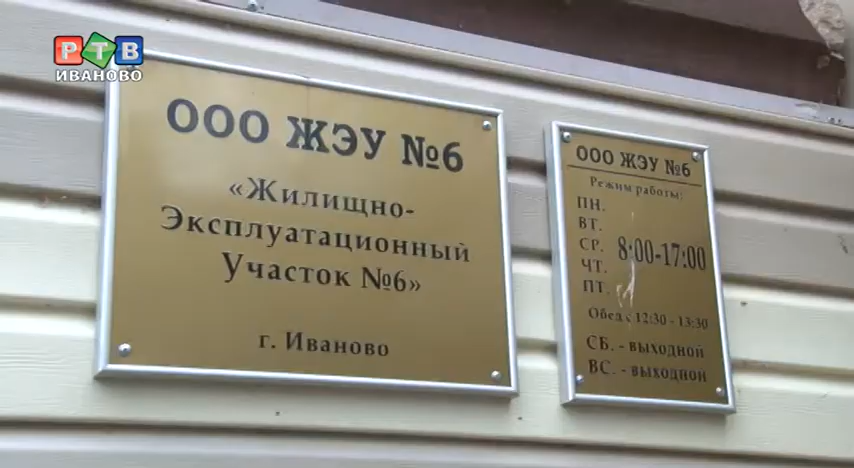 РТВ
ИВАНОВО
ООО ЖЭУ №6
«Жилищно-
Эксплуатационный
Участок №6»
г. Иваново
ООО ЖЭУ №6
Режим работы:
ПН.
ВТ.
СР. 8:00-17:00
ЧТ.
ПТ.
Обед с 12:30 - 13:30
СБ. - выходной
ВС. - выходной